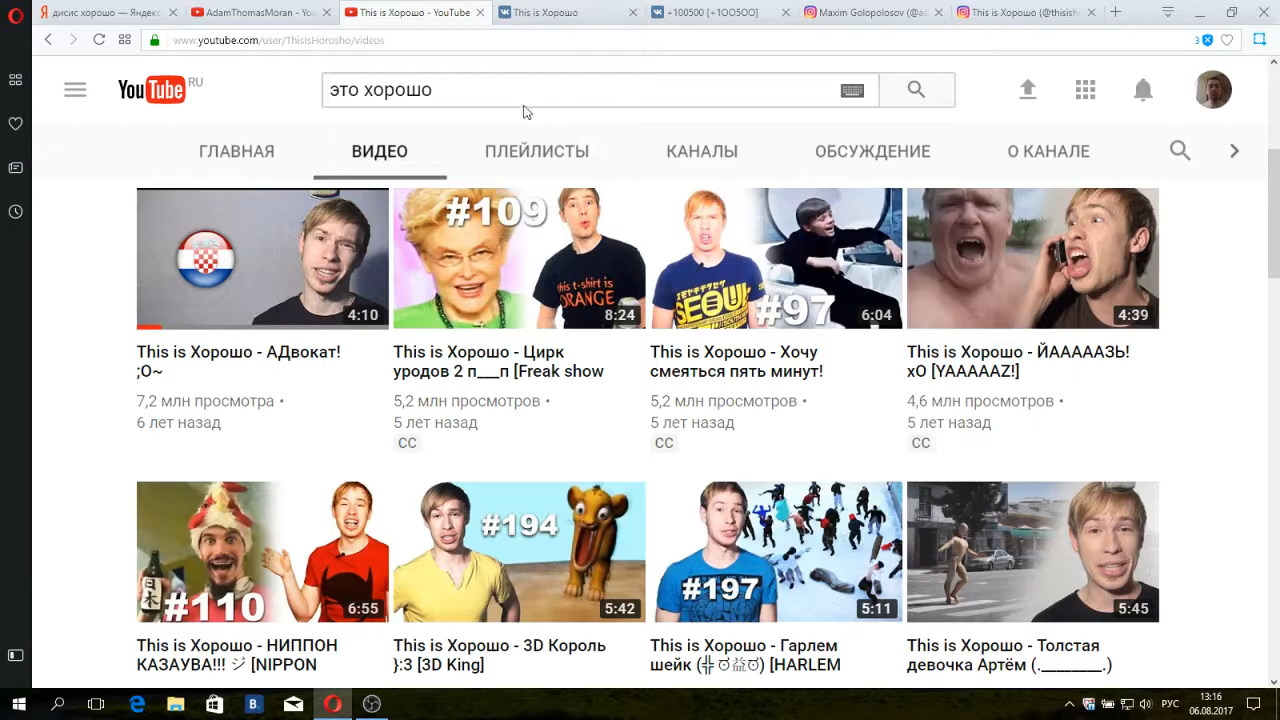 дисис хорошо — Яндекс
AdamThomasMoran - You
This is Хорошо - YouTube
This is Хорошо
+100500 [+1OO5OO]
Maxim Golopolosov/@ad
This is Хорошо (@thisish
www.youtube.com/user/ThisIsHorosho/videos
3
YouTube RU
это хорошо
ГЛАВНАЯ
ВИДЕО
ПЛЕЙЛИСТЫ
КАНАЛЫ
ОБСУЖДЕНИЕ
О КАНАЛЕ
4:10
#109
this t-shirt is
ORANGE
8:24
SEOUL
#97
6:04
4:39
This is Хорошо - АДвокат!
;O~
7,2 млн просмотра •
6 лет назад
This is Хорошо - Цирк
уродов 2 п___п [Freak show
5,2 млн просмотров •
5 лет назад
CC
This is Хорошо - Хочу
смеяться пять минут!
5,2 млн просмотров •
5 лет назад
CC
This is Хорошо - ЙАААААЗЬ!
xO [YAAAAAZ!]
4,6 млн просмотров •
5 лет назад
CC
#110
6:55
#194
5:42
#197
5:11
5:45
This is Хорошо - НИППОН
КАЗАУВА!!! ジ [NIPPON
This is Хорошо - 3D Король
}:3 [3D King]
This is Хорошо - Гарлем
[HARLEM
This is Хорошо - Толстая
девочка Артём (.________.)
B
РУС
13:16
06.08.2017